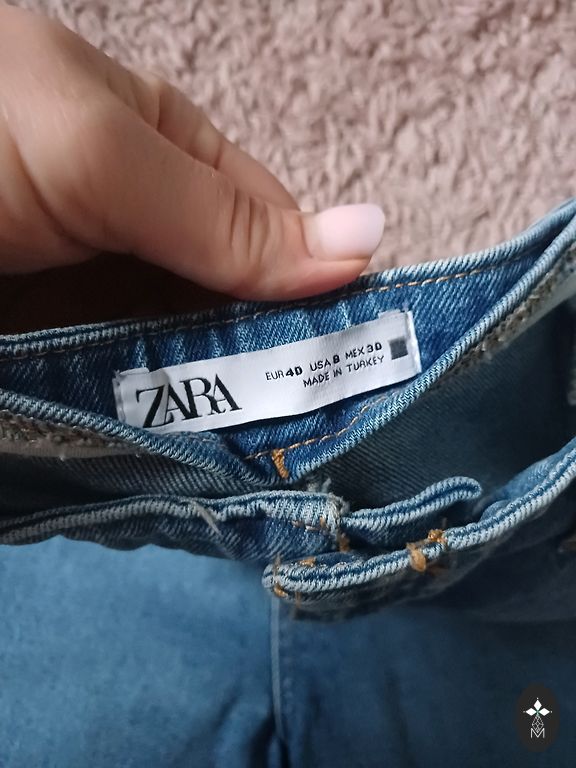 ZARA
EUR 40 USA 8 MEX 30
MADE IN TURKEY
M